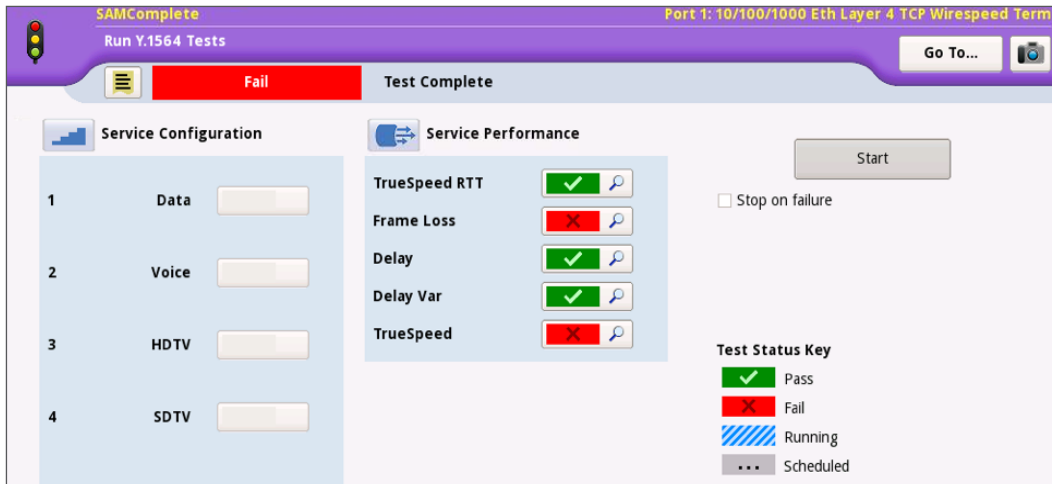 SAMComplete
Port 1: 10/100/1000 Eth Layer 4 TCP Wirespeed Term
Run Y.1564 Tests
Go To...
Fail
Test Complete
Service Configuration
1 Data
2 Voice
3 HDTV
4 SDTV
Service Performance
TrueSpeed RTT
Frame Loss
Delay
Delay Var
TrueSpeed
Start
Stop on failure
Test Status Key
Pass
Fail
Running
... Scheduled